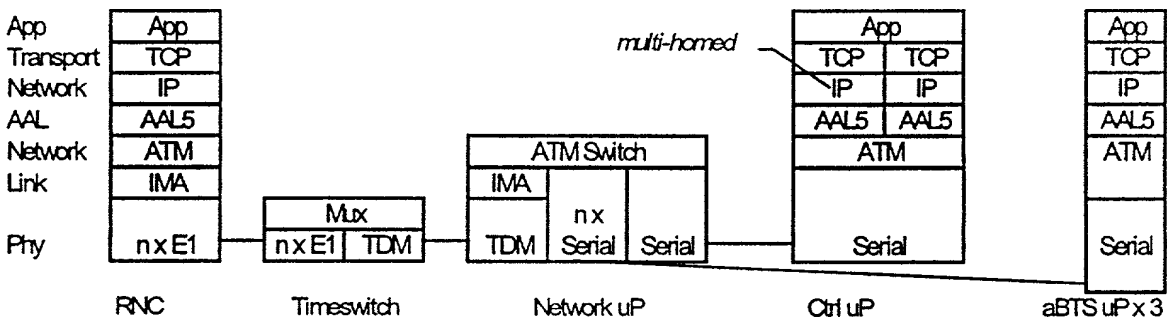 App App App App
Transport TCP multi-homed TCP TCP TCP
Network IP IP IP IP
AAL AAL5 AAL5 AAL5 AAL5
Network ATM ATM Switch ATM ATM
Link IMA IMA
Mux n x
Phy n x E1 n x E1 TDM TDM Serial Serial Serial Serial
RNC Timeswitch Network uP Ctrl uP aBTS uP x 3